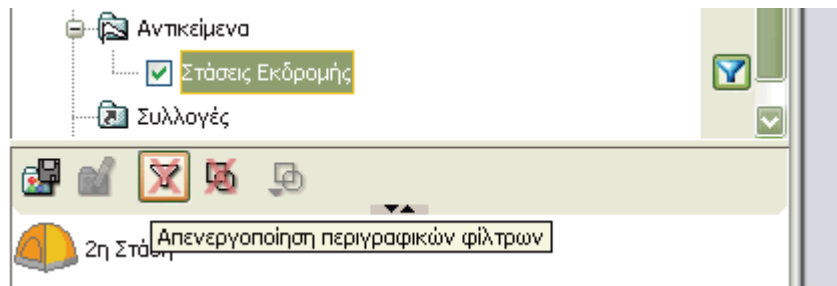 Αντικείμενα
Στάσεις Εκδρομής
Συλλογές
Απενεργοποίηση περιγραφικών φίλτρων
2η Στάση